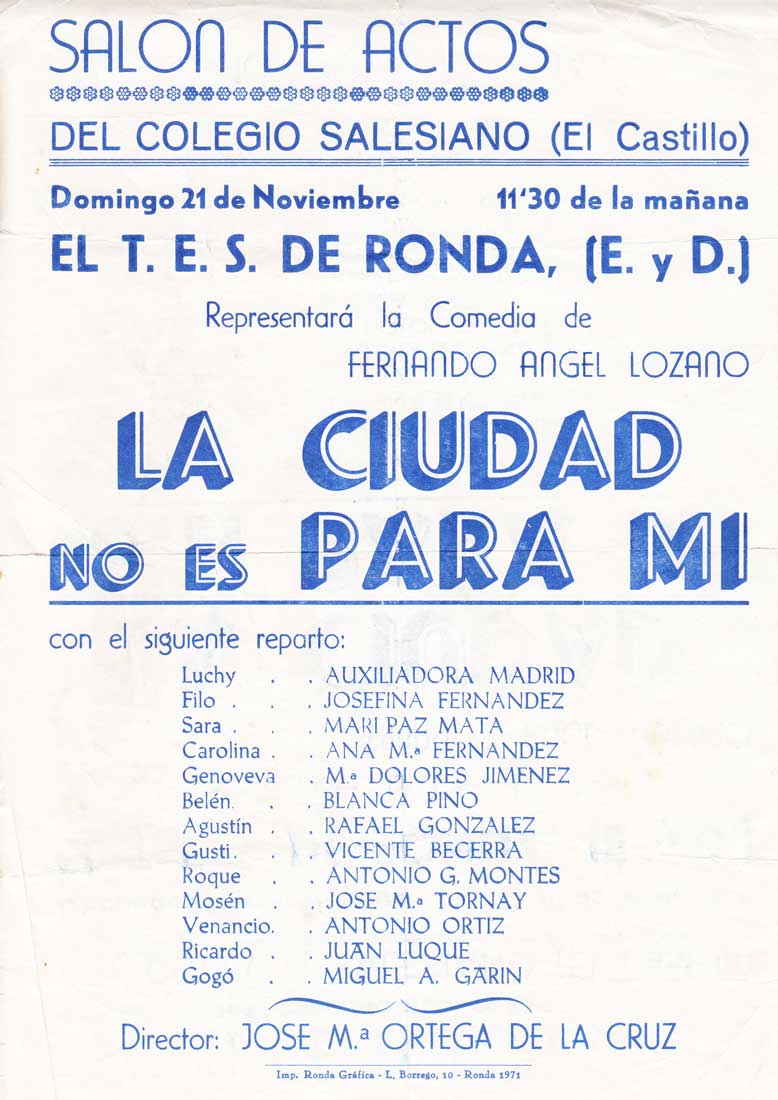 SALON DE ACTOS
DEL COLEGIO SALESIANO (El Castillo)
Domingo 21 de Noviembre 11'30 de la mañana
EL T. E. S. DE RONDA, (E. y D.)
Representará la Comedia de
FERNANDO ANGEL LOZANO
LA CIUDAD
NO ES PARA MI
con el siguiente reparto:
Luchy . . AUXILIADORA MADRID
Filo . . . JOSEFINA FERNANDEZ
Sara . . . MARI PAZ MATA
Carolina . . ANA M.ª FERNANDEZ
Genoveva . M.ª DOLORES JIMENEZ
Belén. . . BLANCA PINO
Agustín . . RAFAEL GONZALEZ
Gusti. . . VICENTE BECERRA
Roque . . ANTONIO G. MONTES
Mosén . . JOSE M.ª TORNAY
Venancio. . ANTONIO ORTIZ
Ricardo . . JUAN LUQUE
Gogó . . MIGUEL A. GARIN
Director: JOSE M.ª ORTEGA DE LA CRUZ
Imp. Ronda Gráfica - L. Borrego, 10 - Ronda 1971